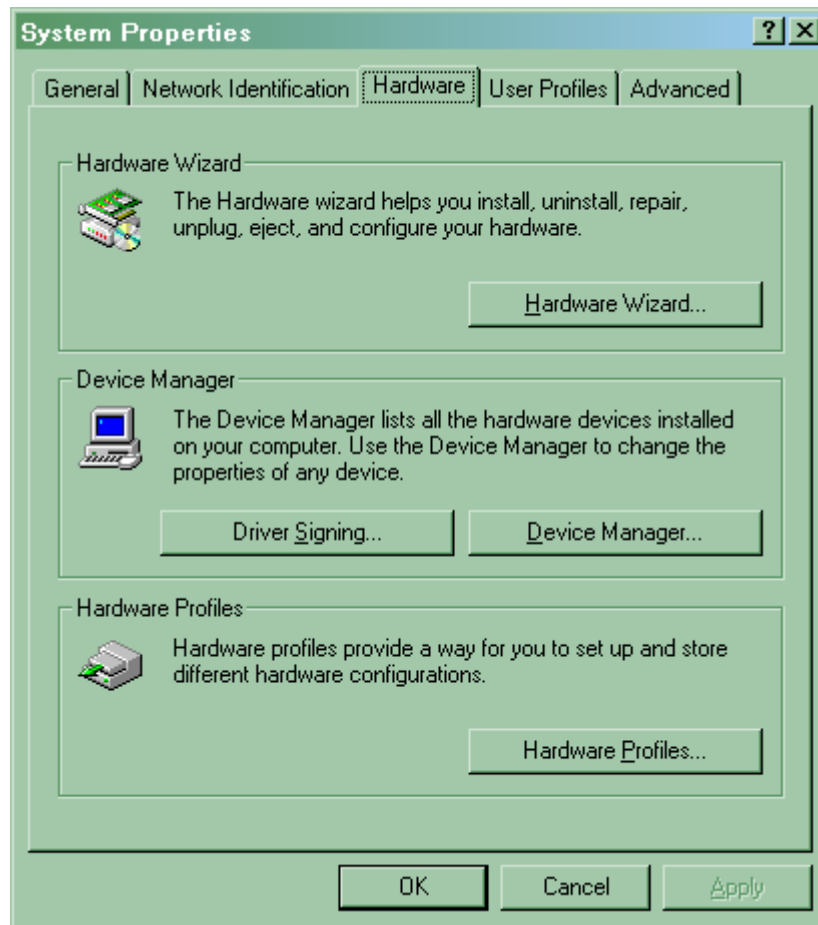 System Properties
General Network Identification Hardware User Profiles Advanced
Hardware Wizard
The Hardware wizard helps you install, uninstall, repair,
unplug, eject, and configure your hardware.
Hardware Wizard...
Device Manager
The Device Manager lists all the hardware devices installed
on your computer. Use the Device Manager to change the
properties of any device.
Driver Signing... Device Manager...
Hardware Profiles
Hardware profiles provide a way for you to set up and store
different hardware configurations.
Hardware Profiles...
OK Cancel Apply